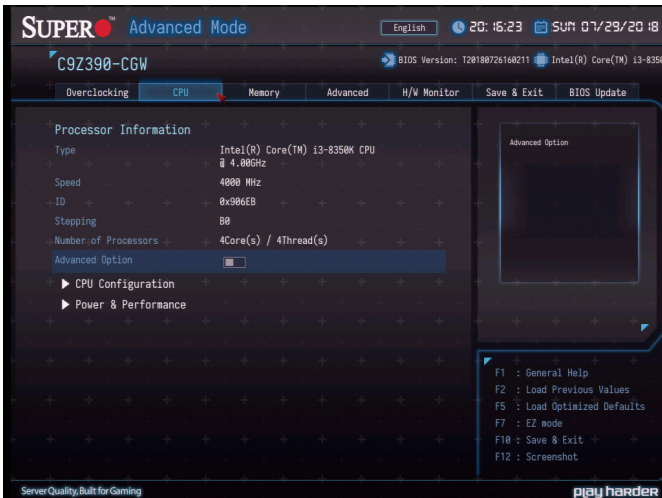 SUPER™ Advanced Mode
English 20:16:23 SUN 07/29/2018
C9Z390-CGW
BIOS Version: T20180726160211 Intel(R) Core(TM) i3-835
Overclocking CPU Memory Advanced H/W Monitor Save & Exit BIOS Update
Processor Information
Type Intel(R) Core(TM) i3-8350K CPU
@ 4.00GHz
Speed 4000 MHz
ID 0x906EB
Stepping B0
Number of Processors 4Core(s) / 4Thread(s)
Advanced Option
▶ CPU Configuration
▶ Power & Performance
Advanced Option
F1 : General Help
F2 : Load Previous Values
F5 : Load Optimized Defaults
F7 : EZ mode
F10 : Save & Exit
F12 : Screenshot
Server Quality, Built for Gaming
play harder